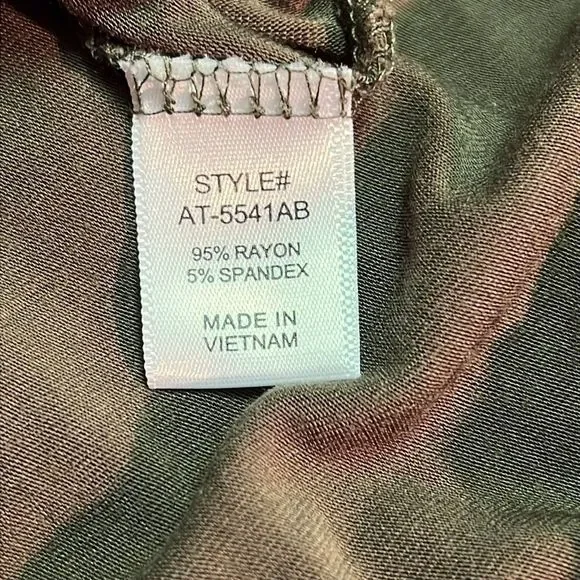 STYLE#
AT-5541AB
95% RAYON
5% SPANDEX
MADE IN
VIETNAM